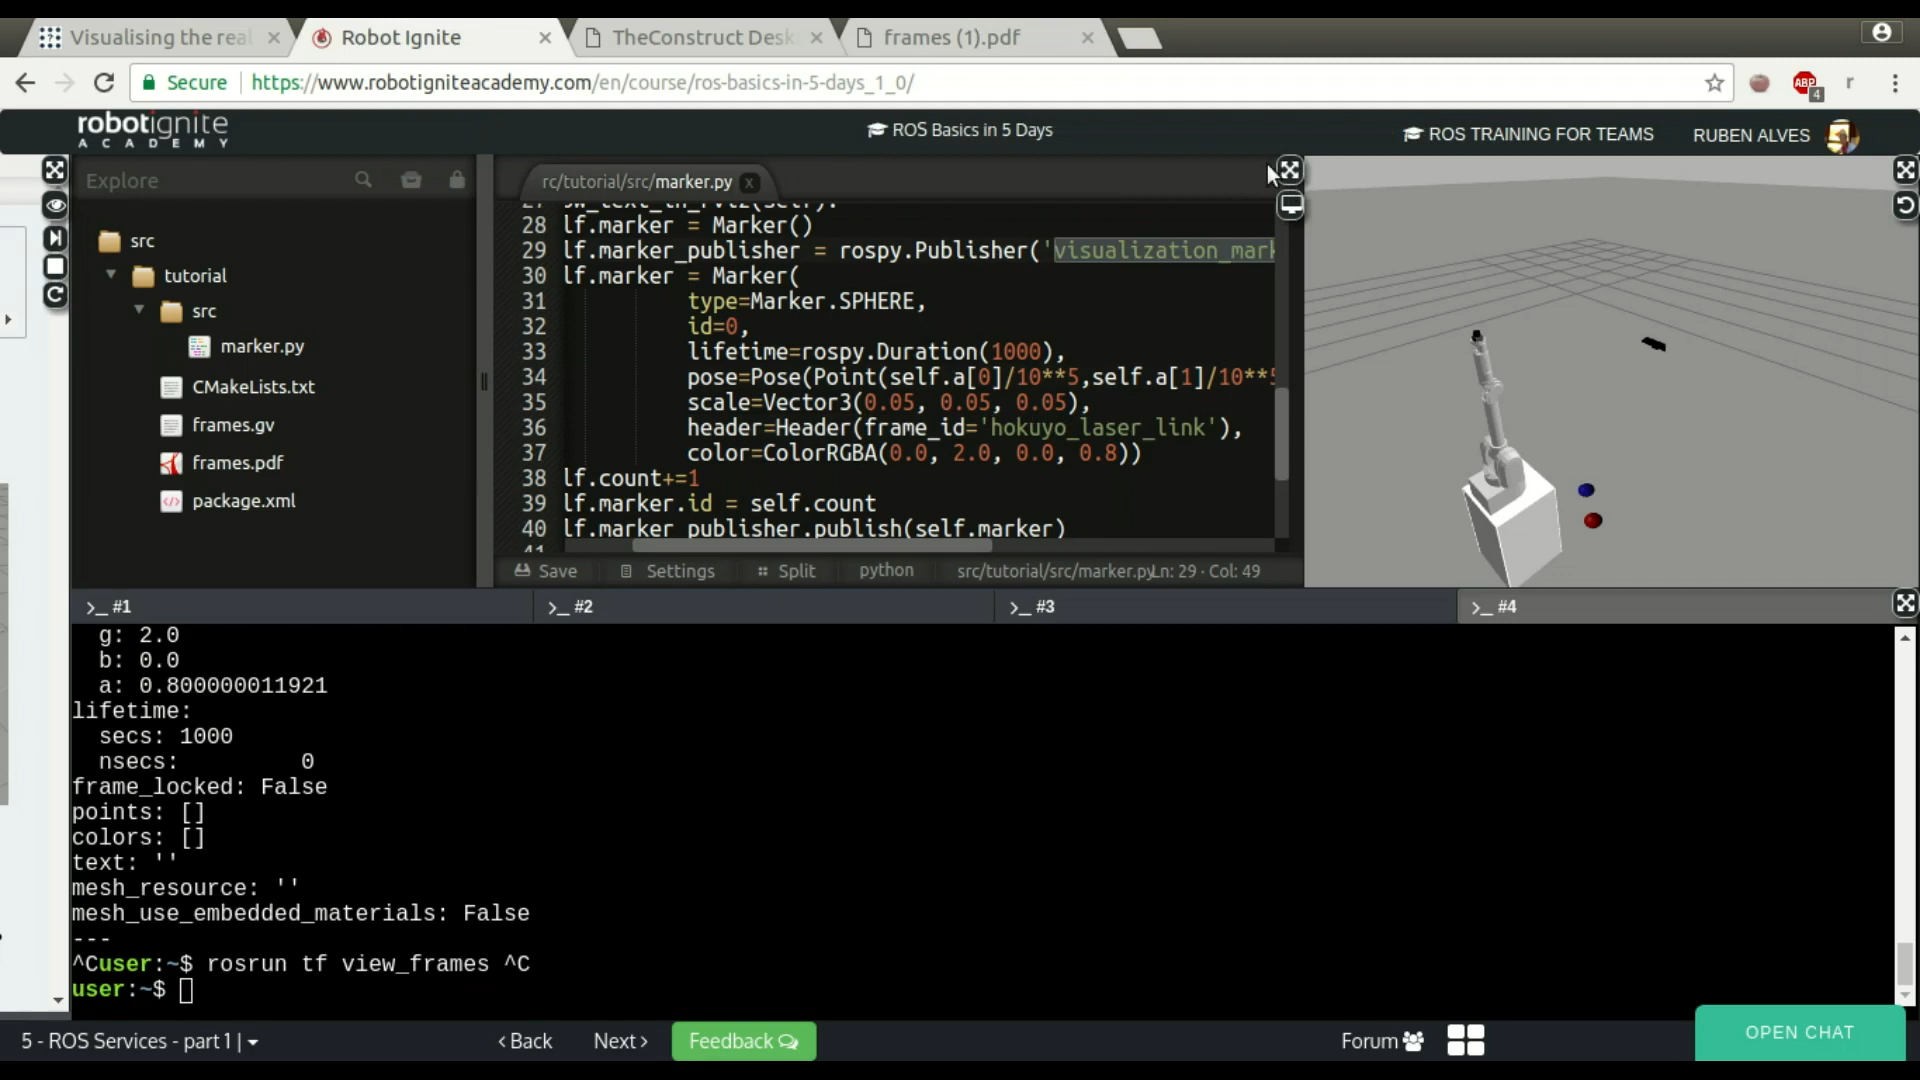 Visualising the real
Robot Ignite
TheConstruct Desk
frames (1).pdf
Secure
https://www.robotigniteacademy.com/en/course/ros-basics-in-5-days_1_0/
ABP
4
r
robotignite
ACADEMY
ROS Basics in 5 Days
ROS TRAINING FOR TEAMS
RUBEN ALVES
Explore
rc/tutorial/src/marker.py x
src
tutorial
src
marker.py
CMakeLists.txt
frames.gv
frames.pdf
package.xml
28 lf.marker = Marker()
29 lf.marker_publisher = rospy.Publisher('visualization_mark
30 lf.marker = Marker(
31 type=Marker.SPHERE,
32 id=0,
33 lifetime=rospy.Duration(1000),
34 pose=Pose(Point(self.a[0]/10**5,self.a[1]/10**5
35 scale=Vector3(0.05, 0.05, 0.05),
36 header=Header(frame_id='hokuyo_laser_link'),
37 color=ColorRGBA(0.0, 2.0, 0.0, 0.8))
38 lf.count+=1
39 lf.marker.id = self.count
40 lf.marker_publisher.publish(self.marker)
41
Save
Settings
Split
python
src/tutorial/src/marker.py
Ln: 29 · Col: 49
>_ #1
>_ #2
>_ #3
>_ #4
g: 2.0
b: 0.0
a: 0.800000011921
lifetime:
secs: 1000
nsecs: 0
frame_locked: False
points: []
colors: []
text: ''
mesh_resource: ''
mesh_use_embedded_materials: False
---
^Cuser:~$ rosrun tf view_frames ^C
user:~$
5 - ROS Services - part 1 |
‹ Back
Next ›
Feedback
Forum
OPEN CHAT